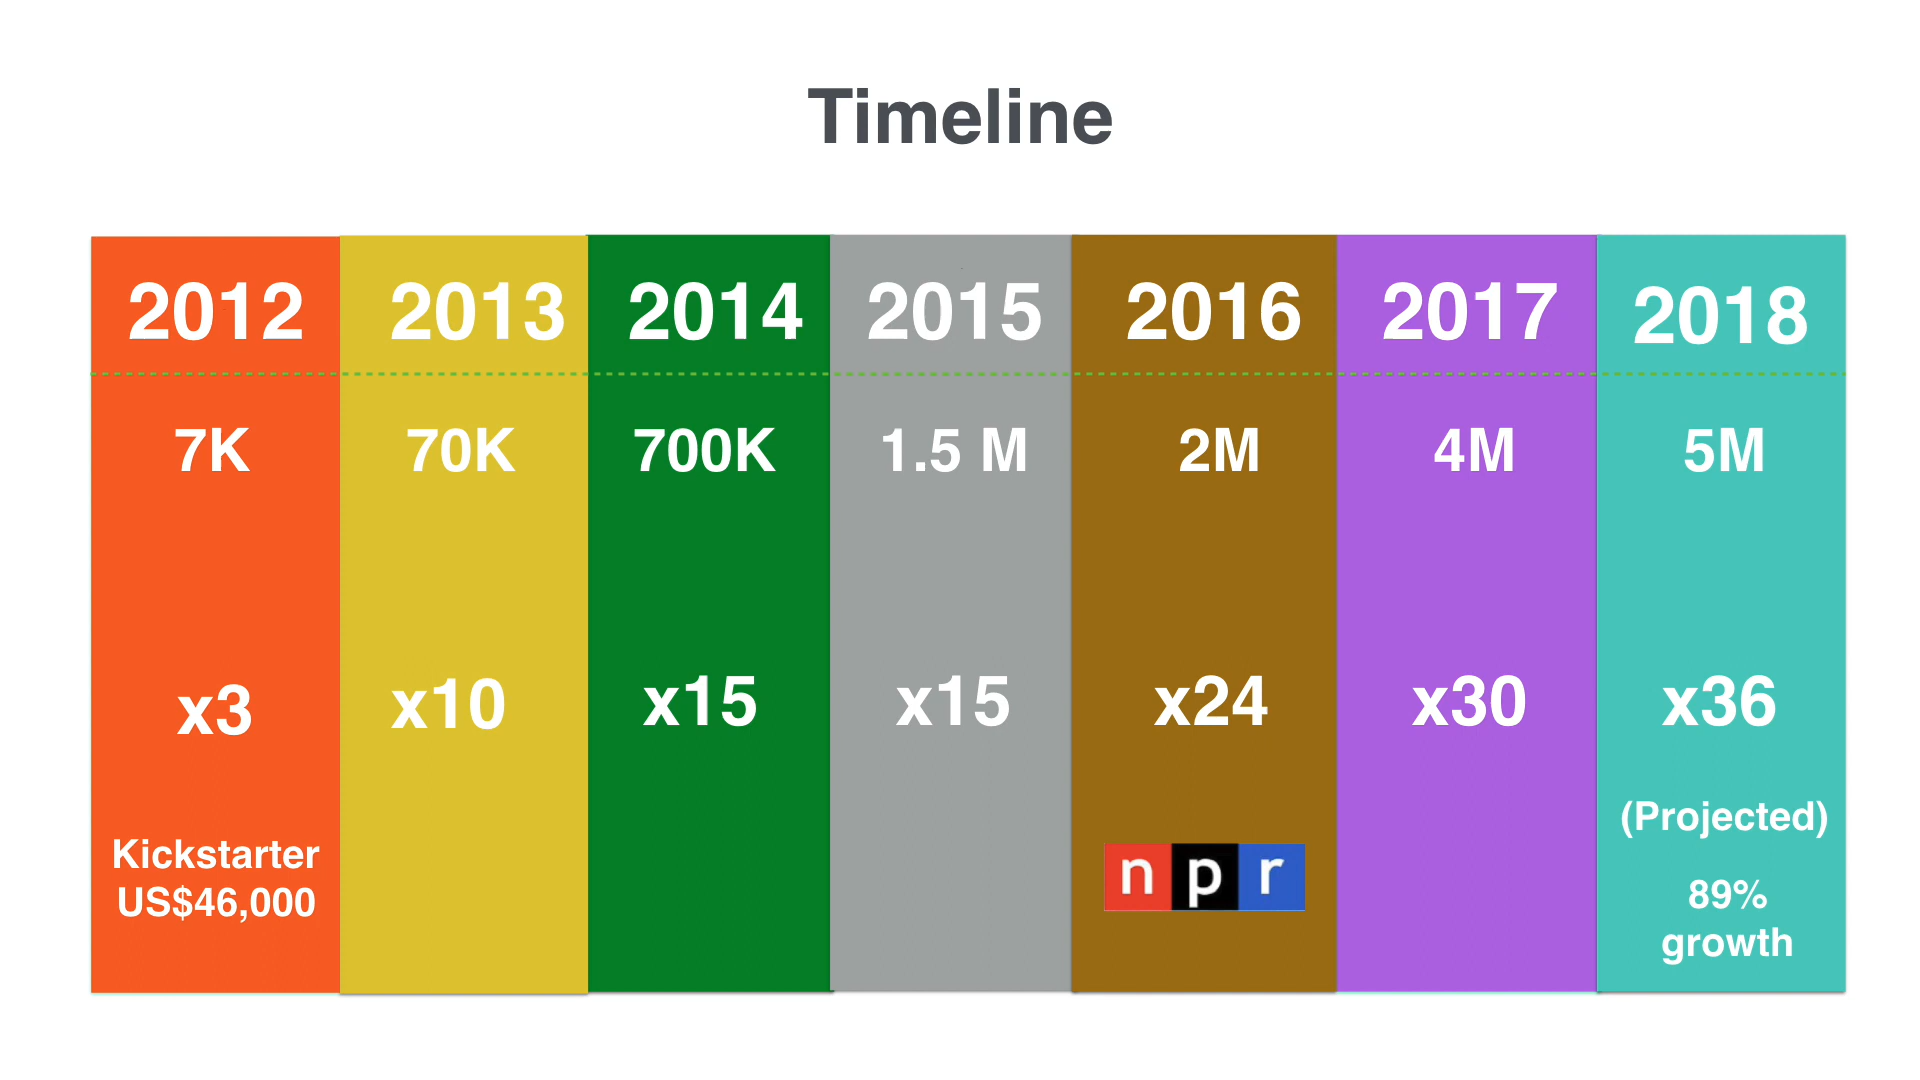 Timeline
2012 2013 2014 2015 2016 2017 2018
7K 70K 700K 1.5 M 2M 4M 5M
x3 x10 x15 x15 x24 x30 x36
Kickstarter
US$46,000
npr
(Projected)
89%
growth